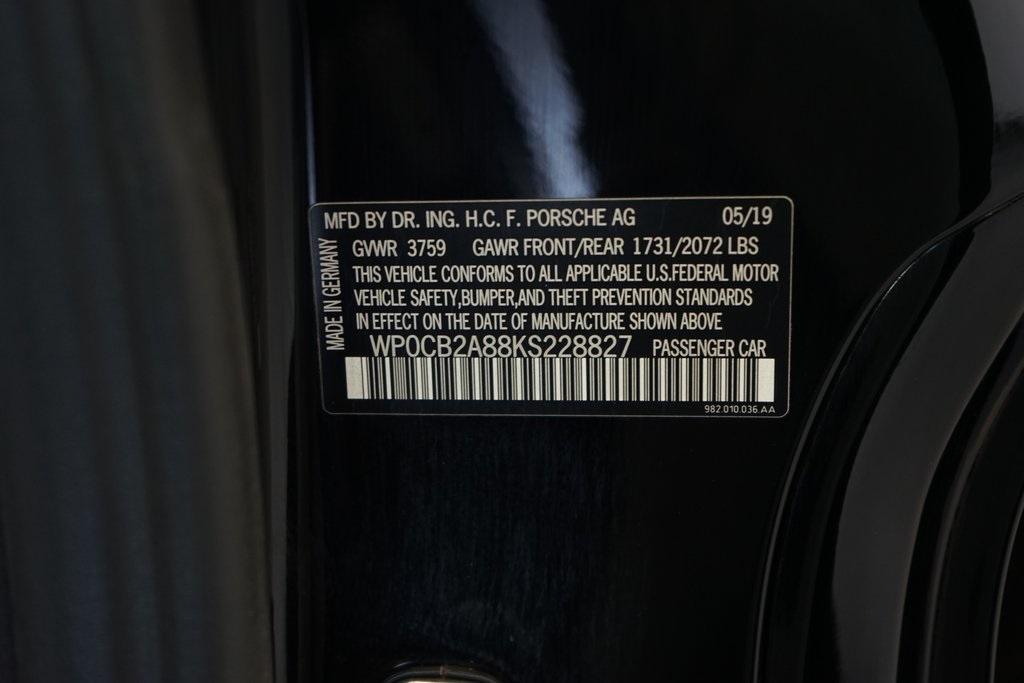 MFD BY DR. ING. H.C. F. PORSCHE AG 05/19
MADE IN GERMANY
GVWR 3759 GAWR FRONT/REAR 1731/2072 LBS
THIS VEHICLE CONFORMS TO ALL APPLICABLE U.S.FEDERAL MOTOR
VEHICLE SAFETY,BUMPER,AND THEFT PREVENTION STANDARDS
IN EFFECT ON THE DATE OF MANUFACTURE SHOWN ABOVE
WP0CB2A88KS228827 PASSENGER CAR
982.010.036.AA